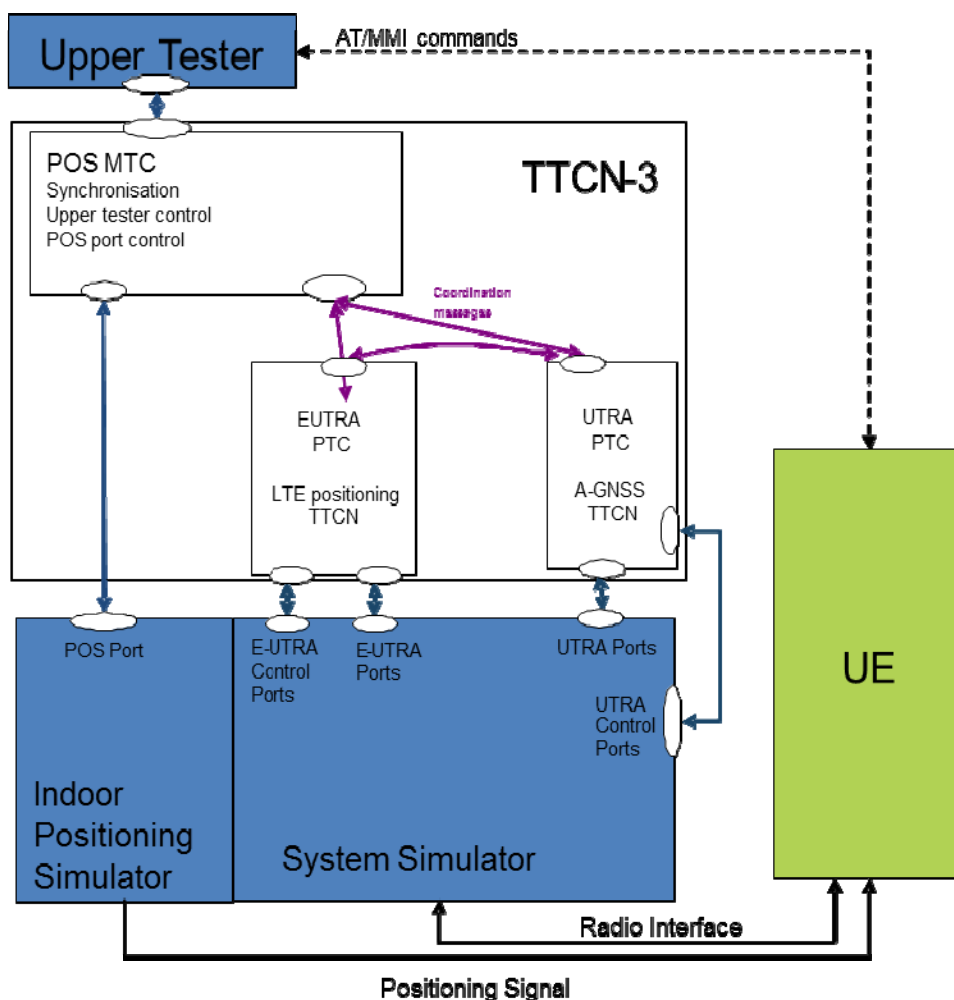 AT/MMI commands
Upper Tester
POS MTC
Synchronisation
Upper tester control
POS port control
TTCN-3
Coordination
massages
EUTRA
PTC
LTE positioning
TTCN
UTRA
PTC
A-GNSS
TTCN
POS Port
E-UTRA
Control
Ports
E-UTRA
Ports
UTRA Ports
UTRA
Control
Ports
UE
Indoor
Positioning
Simulator
System Simulator
Radio Interface
Positioning Signal